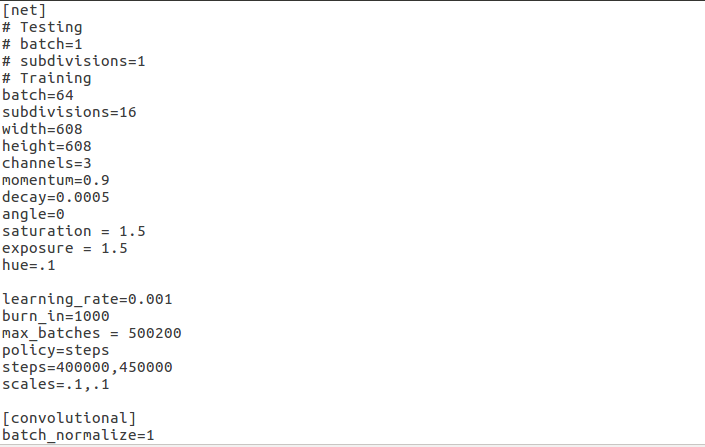 [net]
# Testing
# batch=1
# subdivisions=1
# Training
batch=64
subdivisions=16
width=608
height=608
channels=3
momentum=0.9
decay=0.0005
angle=0
saturation = 1.5
exposure = 1.5
hue=.1

learning_rate=0.001
burn_in=1000
max_batches = 500200
policy=steps
steps=400000,450000
scales=.1,.1

[convolutional]
batch_normalize=1